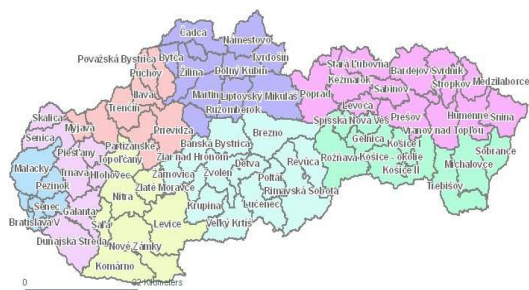 Čadca
Námestovo
Bytča
Tvrdošín
Považská Bystrica
Žilina
Dolný Kubín
Stará Ľubovňa
Bardejov
Svidník
Púchov
Kežmarok
Stropkov
Medzilaborce
Ilava
Martin
Liptovský Mikuláš
Poprad
Sabinov
Ružomberok
Levoča
Humenné
Snina
Skalica
Trenčín
Spišská Nová Ves
Prešov
Vranov nad Topľou
Senica
Myjava
Prievidza
Brezno
Gelnica
Košice I
Sobrance
Partizánske
Banská Bystrica
Piešťany
Topoľčany
Žiar nad Hronom
Detva
Revúca
Rožňava
Košice - okolie
Michalovce
Malacky
Trnava
Hlohovec
Žarnovica
Zvolen
Poltár
Košice II
Pezinok
Zlaté Moravce
Rimavská Sobota
Trebišov
Nitra
Senec
Galanta
Krupina
Lučenec
Bratislava V
Šaľa
Levice
Veľký Krtíš
Dunajská Streda
Nové Zámky
Komárno
0
92 Kilometers